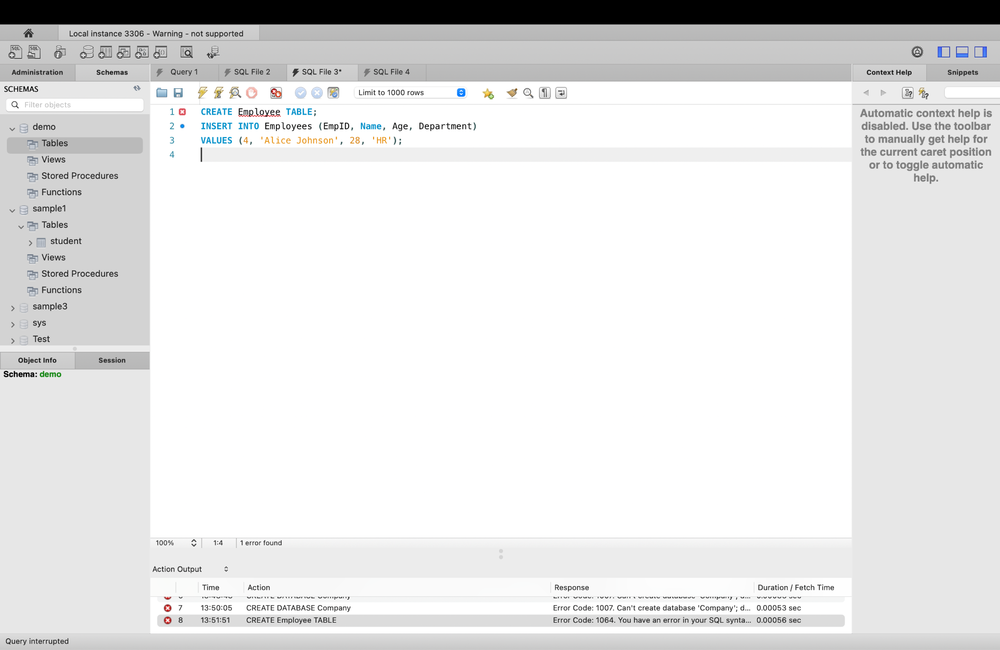 Local instance 3306 - Warning - not supported
Administration
Schemas
Query 1
SQL File 2
SQL File 3*
SQL File 4
Context Help
Snippets
SCHEMAS
Filter objects
Limit to 1000 rows
demo
Tables
Views
Stored Procedures
Functions
sample1
Tables
student
Views
Stored Procedures
Functions
sample3
sys
Test
Object Info
Session
Schema: demo
1 CREATE Employee TABLE;
2 INSERT INTO Employees (EmpID, Name, Age, Department)
3 VALUES (4, 'Alice Johnson', 28, 'HR');
4
Automatic context help is
disabled. Use the toolbar
to manually get help for
the current caret position
or to toggle automatic
help.
100% 1:4 1 error found
Action Output
Time Action Response Duration / Fetch Time
7 13:50:05 CREATE DATABASE Company Error Code: 1007. Can't create database 'Company'; d... 0.00053 sec
8 13:51:51 CREATE Employee TABLE Error Code: 1064. You have an error in your SQL synta... 0.00056 sec
Query interrupted